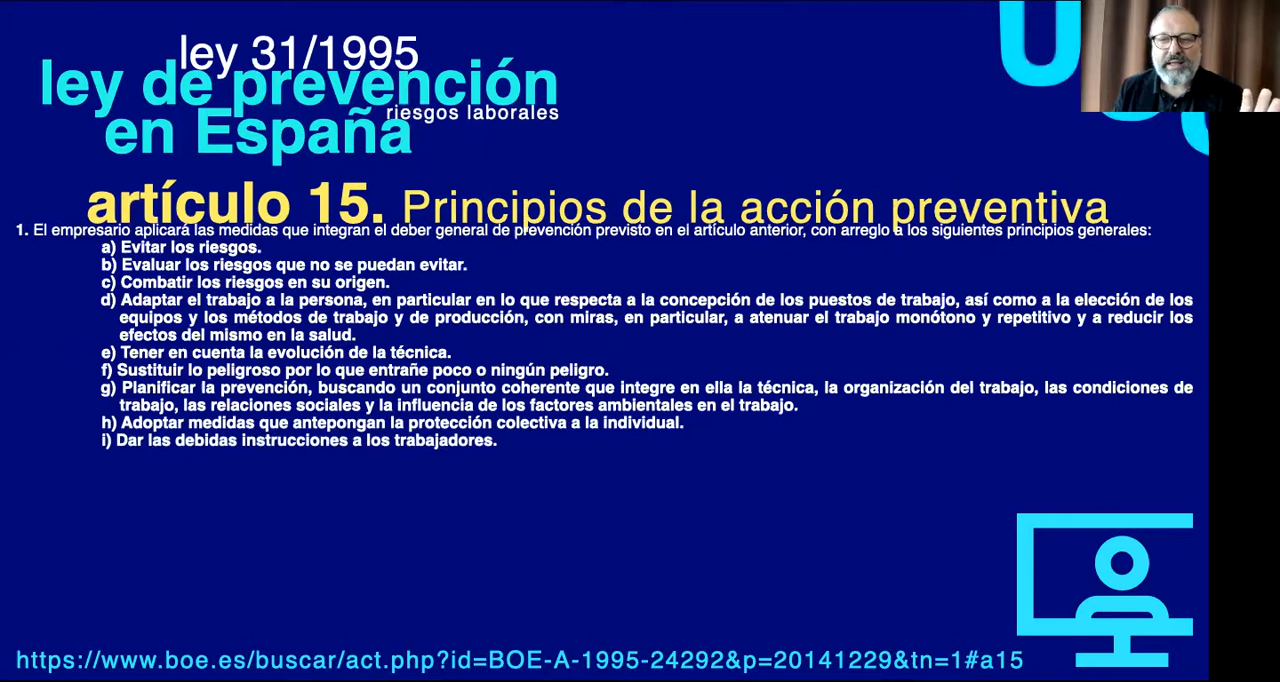 ley 31/1995
ley de prevención
riesgos laborales
en España
artículo 15. Principios de la acción preventiva
1. El empresario aplicará las medidas que integran el deber general de prevención previsto en el artículo anterior, con arreglo a los siguientes principios generales:
a) Evitar los riesgos.
b) Evaluar los riesgos que no se puedan evitar.
c) Combatir los riesgos en su origen.
d) Adaptar el trabajo a la persona, en particular en lo que respecta a la concepción de los puestos de trabajo, así como a la elección de los
equipos y los métodos de trabajo y de producción, con miras, en particular, a atenuar el trabajo monótono y repetitivo y a reducir los
efectos del mismo en la salud.
e) Tener en cuenta la evolución de la técnica.
f) Sustituir lo peligroso por lo que entrañe poco o ningún peligro.
g) Planificar la prevención, buscando un conjunto coherente que integre en ella la técnica, la organización del trabajo, las condiciones de
trabajo, las relaciones sociales y la influencia de los factores ambientales en el trabajo.
h) Adoptar medidas que antepongan la protección colectiva a la individual.
i) Dar las debidas instrucciones a los trabajadores.
https://www.boe.es/buscar/act.php?id=BOE-A-1995-24292&p=20141229&tn=1#a15